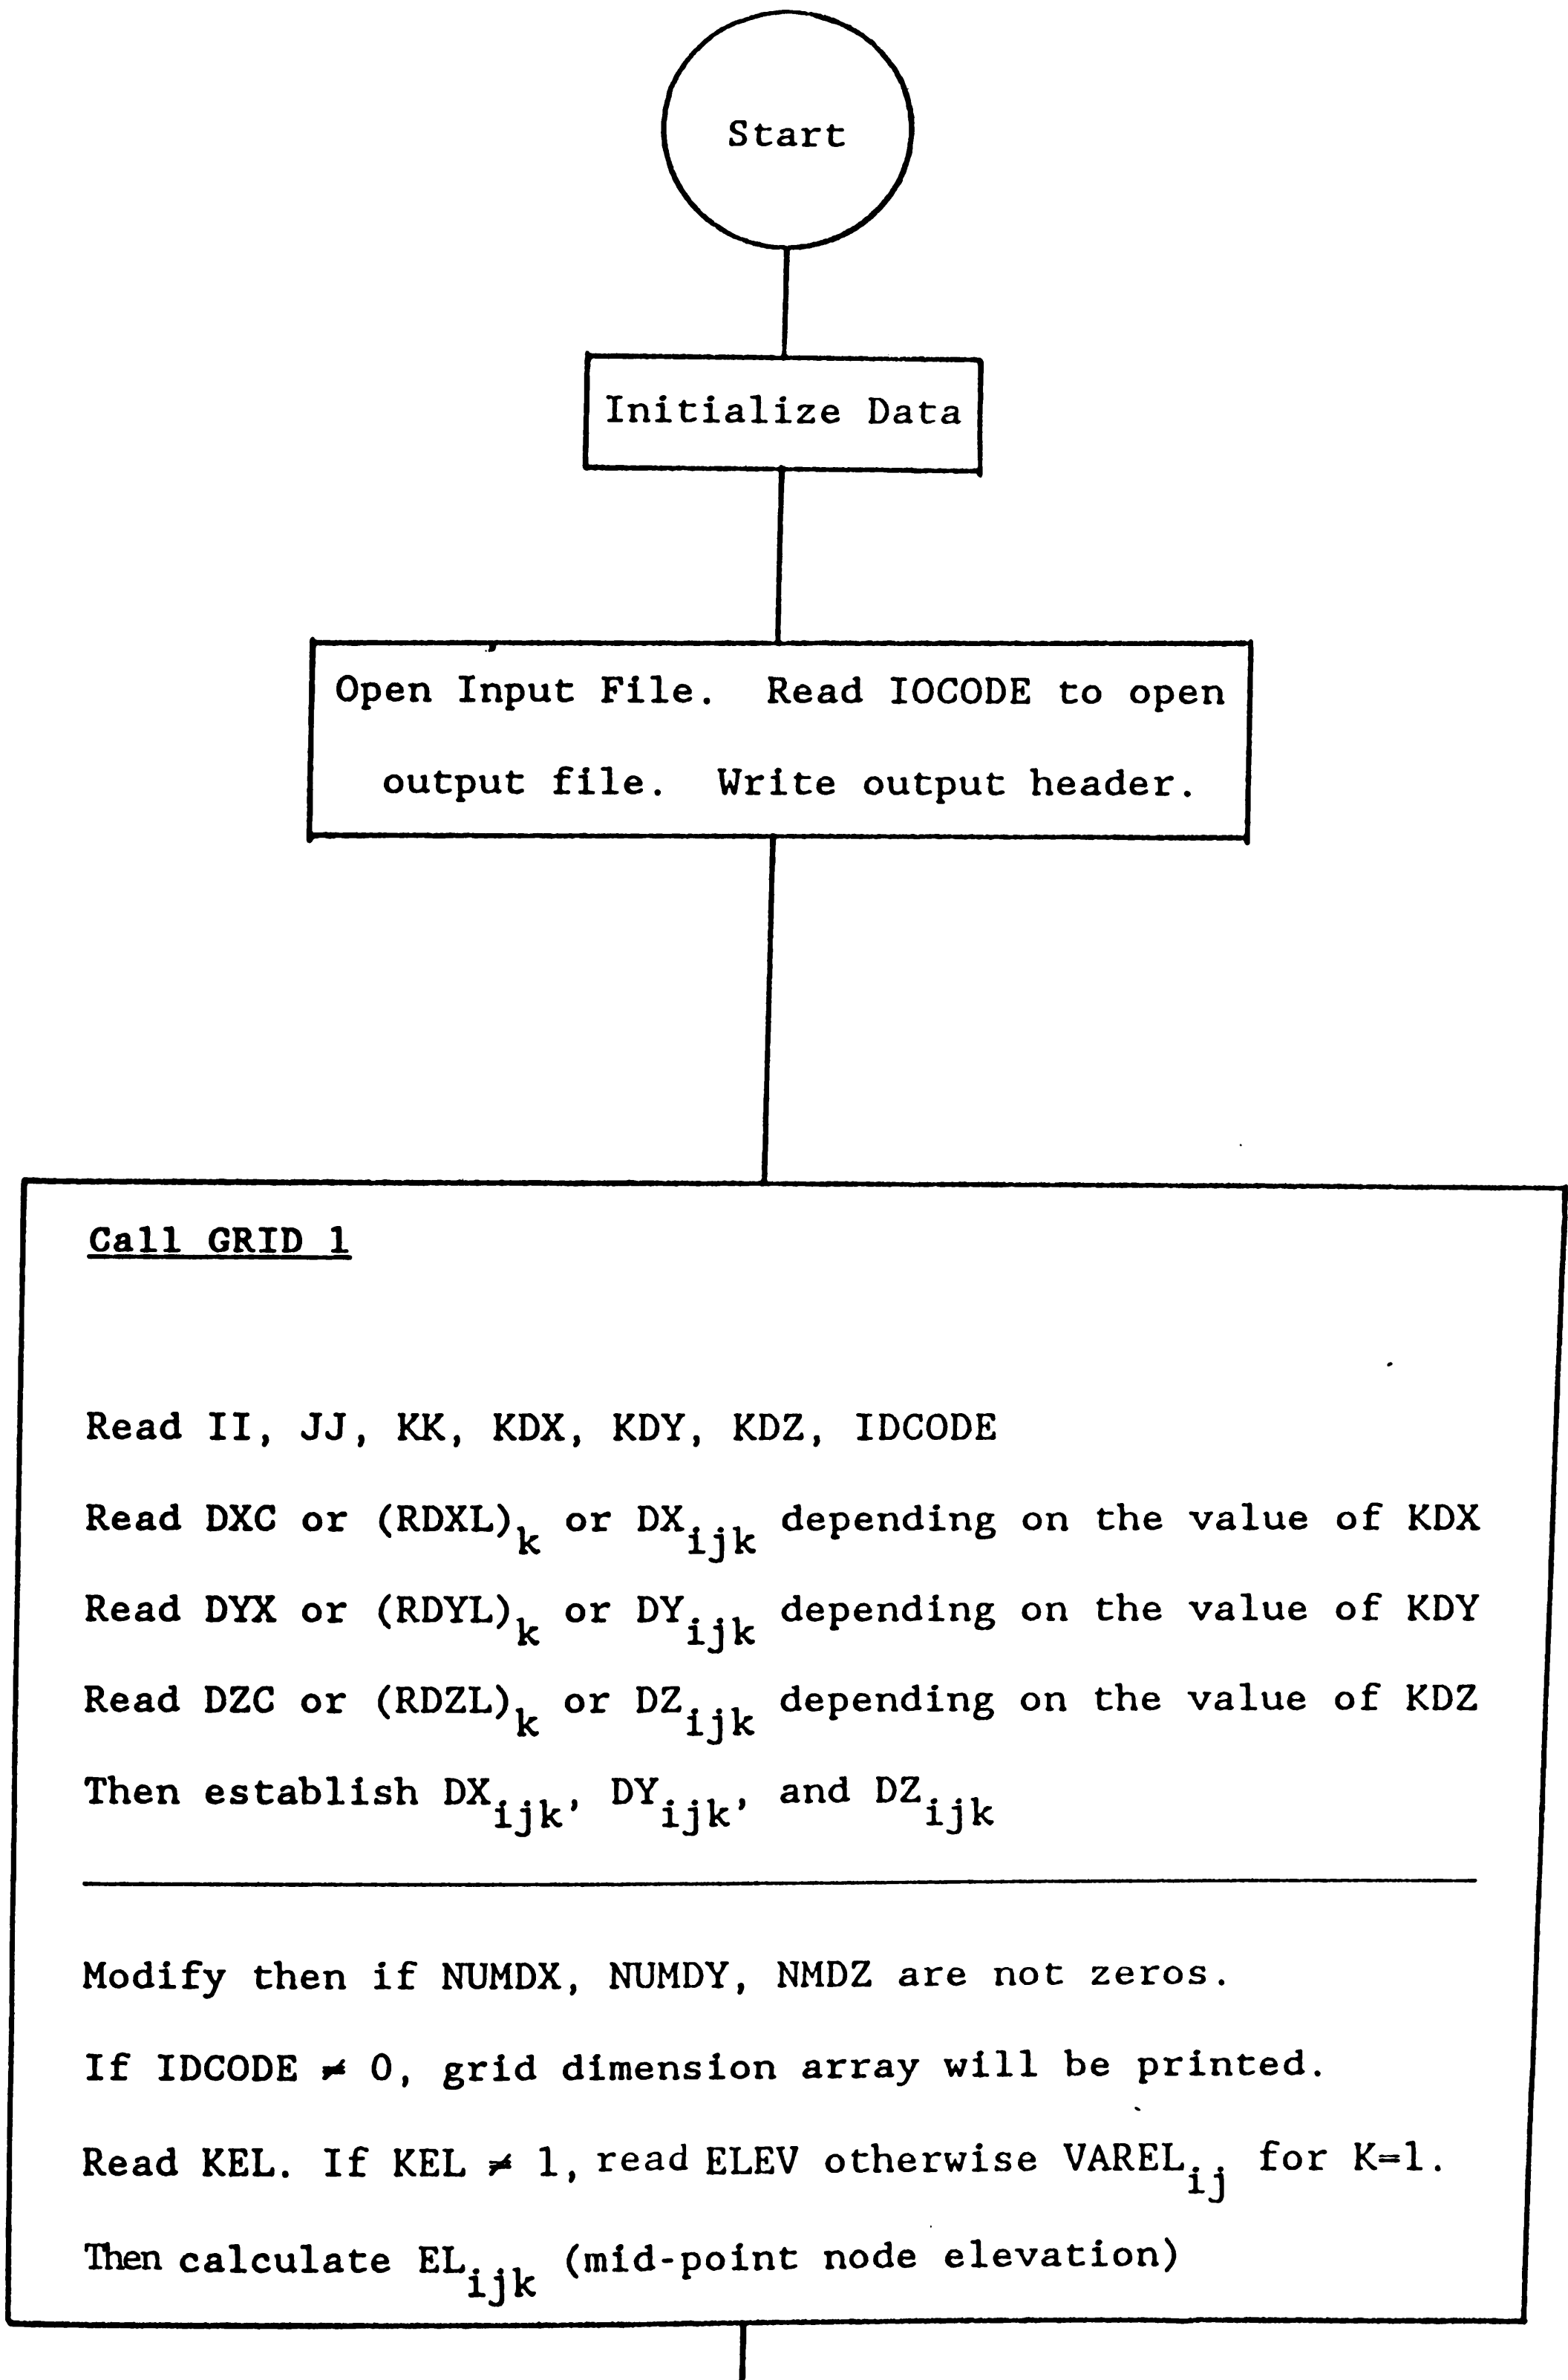 Start
Initialize Data
Open Input File. Read IOCODE to open
output file. Write output header.
Call GRID 1
Read II, JJ, KK, KDX, KDY, KDZ, IDCODE
Read DXC or (RDXL)k or DXijk depending on the value of KDX
Read DYX or (RDYL)k or DYijk depending on the value of KDY
Read DZC or (RDZL)k or DZijk depending on the value of KDZ
Then establish DXijk, DYijk, and DZijk
Modify then if NUMDX, NUMDY, NMDZ are not zeros.
If IDCODE ≠ 0, grid dimension array will be printed.
Read KEL. If KEL ≠ 1, read ELEV otherwise VARELij for K=1.
Then calculate ELijk (mid-point node elevation)